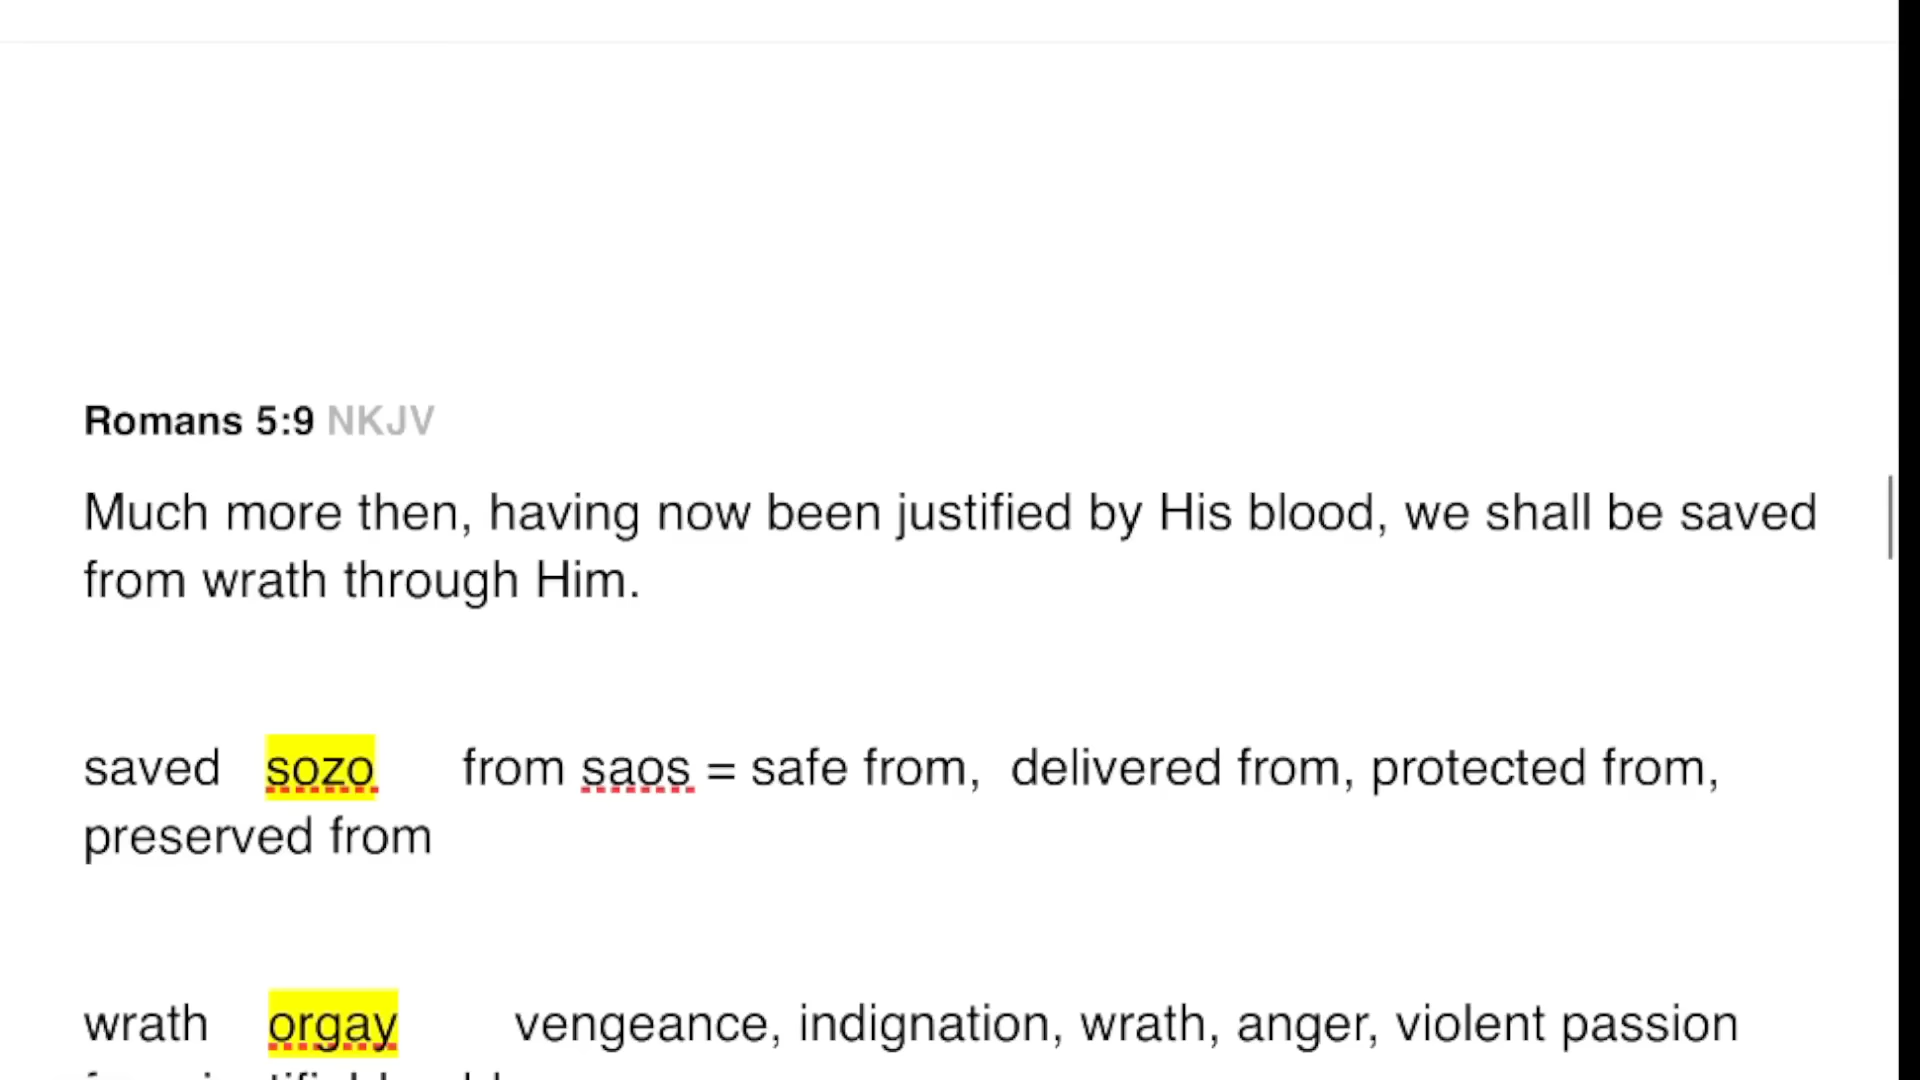 Romans 5:9 NKJV
Much more then, having now been justified by His blood, we shall be saved
from wrath through Him.
saved sozo from saos = safe from, delivered from, protected from,
preserved from
wrath orgay vengeance, indignation, wrath, anger, violent passion